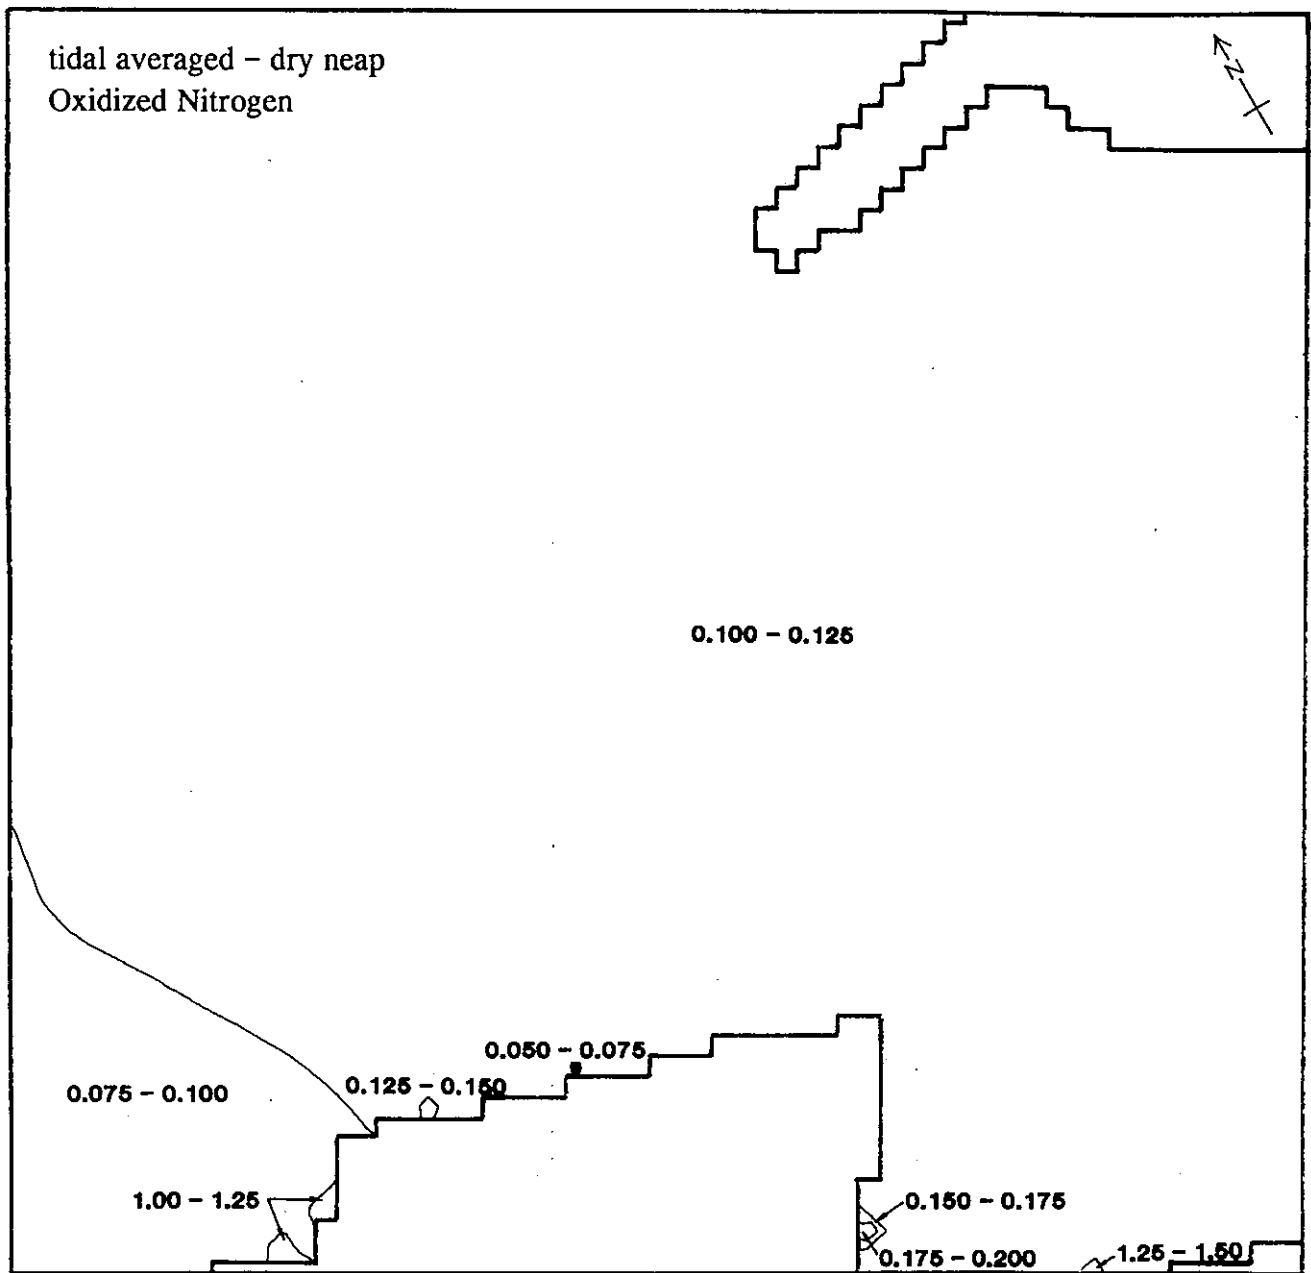 tidal averaged – dry neap
Oxidized Nitrogen
N
0.100 – 0.125
0.050 – 0.075
0.075 – 0.100
0.125 – 0.150
1.00 – 1.25
0.150 – 0.175
0.175 – 0.200
1.25 – 1.50